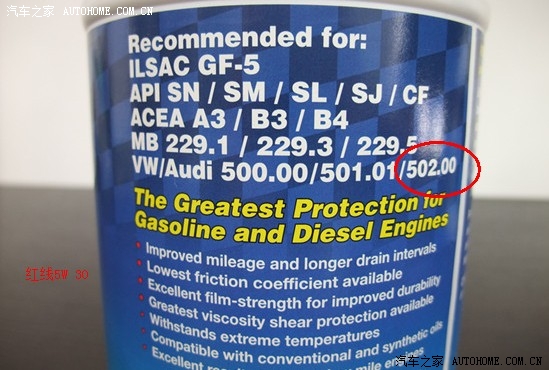 汽车之家 AUTOHOME.COM.CN
Recommended for:
ILSAC GF-5
API SN / SM / SL / SJ / CF
ACEA A3 / B3 / B4
MB 229.1 / 229.3 / 229.5
VW/Audi 500.00/501.01/502.00
The Greatest Protection for
Gasoline and Diesel Engines
• Improved mileage and longer drain intervals
• Lowest friction coefficient available
• Excellent film-strength for improved durability
• Greatest viscosity shear protection available
• Withstands extreme temperatures
• Compatible with conventional and synthetic oils
• Excellent
红线5W 30
汽车之家 AUTOHOME.COM.CN